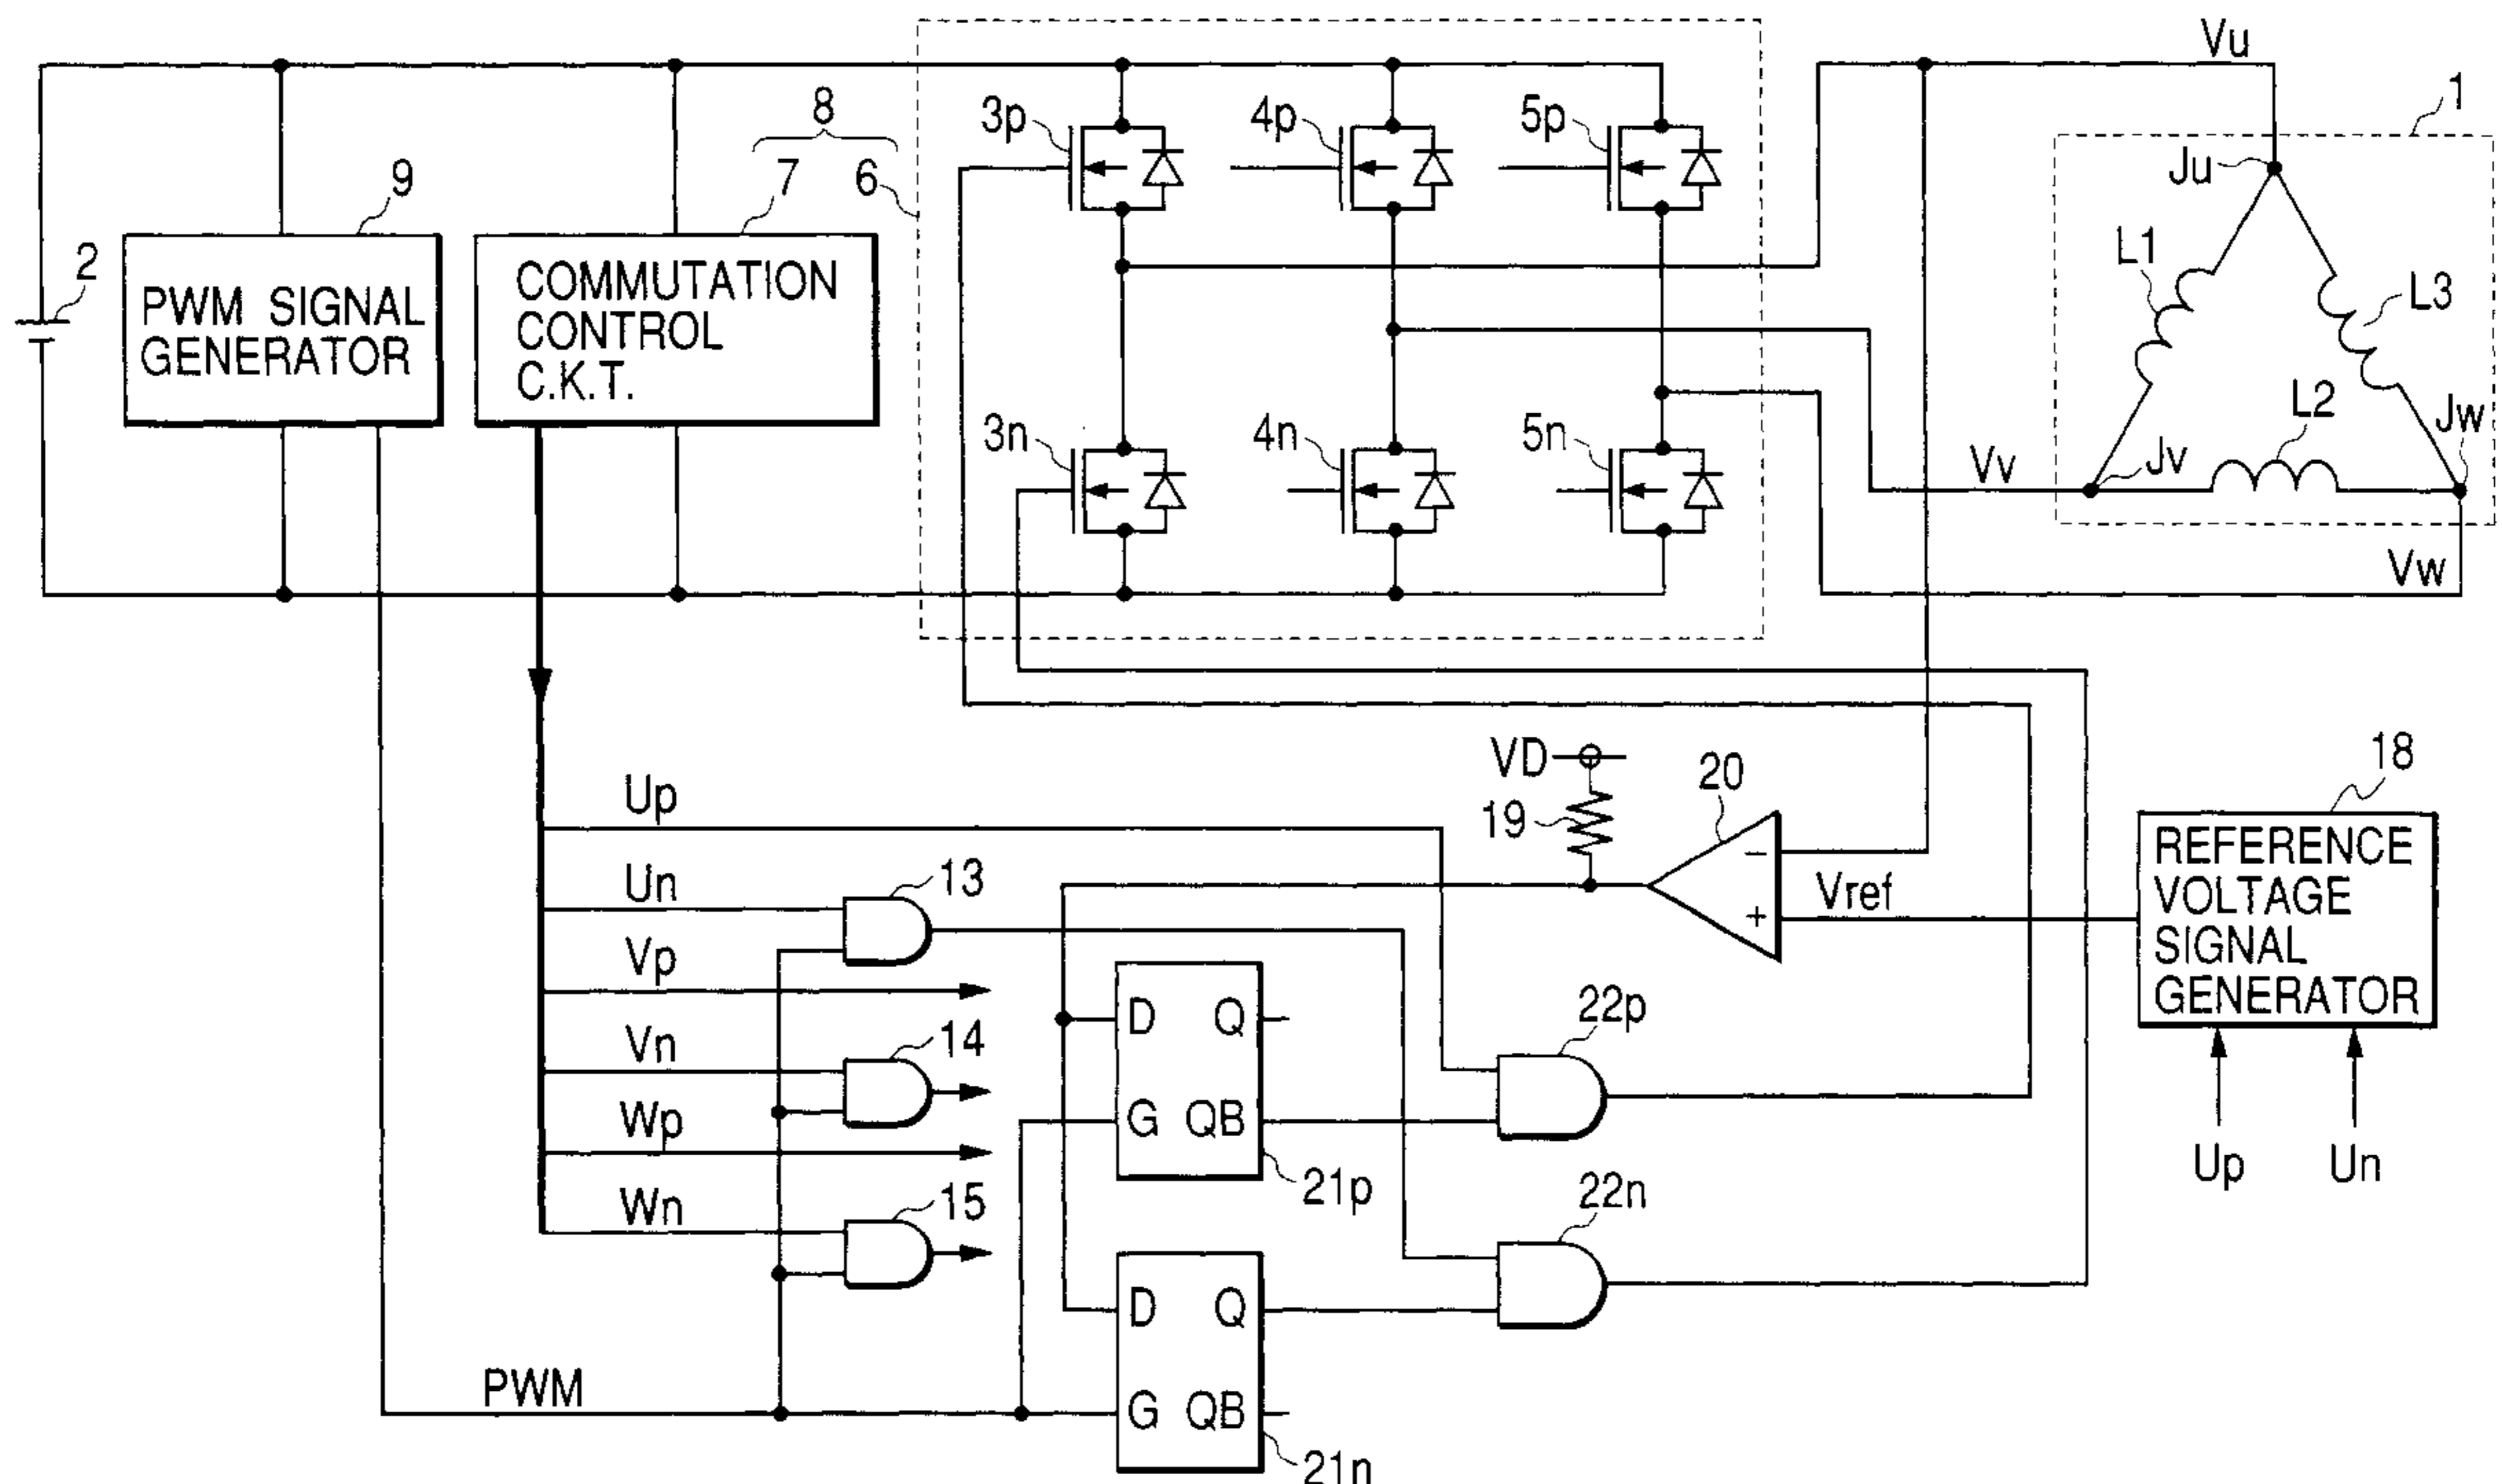 Vu
1
8
3p
4p
5p
9
7
6
Ju
2
L1
L3
PWM SIGNAL
GENERATOR
COMMUTATION
CONTROL
C.K.T.
L2
Jw
3n
4n
5n
Vv
Jv
Vw
VD
20
18
19
Up
−
REFERENCE
VOLTAGE
SIGNAL
GENERATOR
Un
13
Vref
+
Vp
D
Q
22p
Vn
14
G
QB
Wp
Up
Un
21p
22n
Wn
15
D
Q
PWM
G
QB
21n